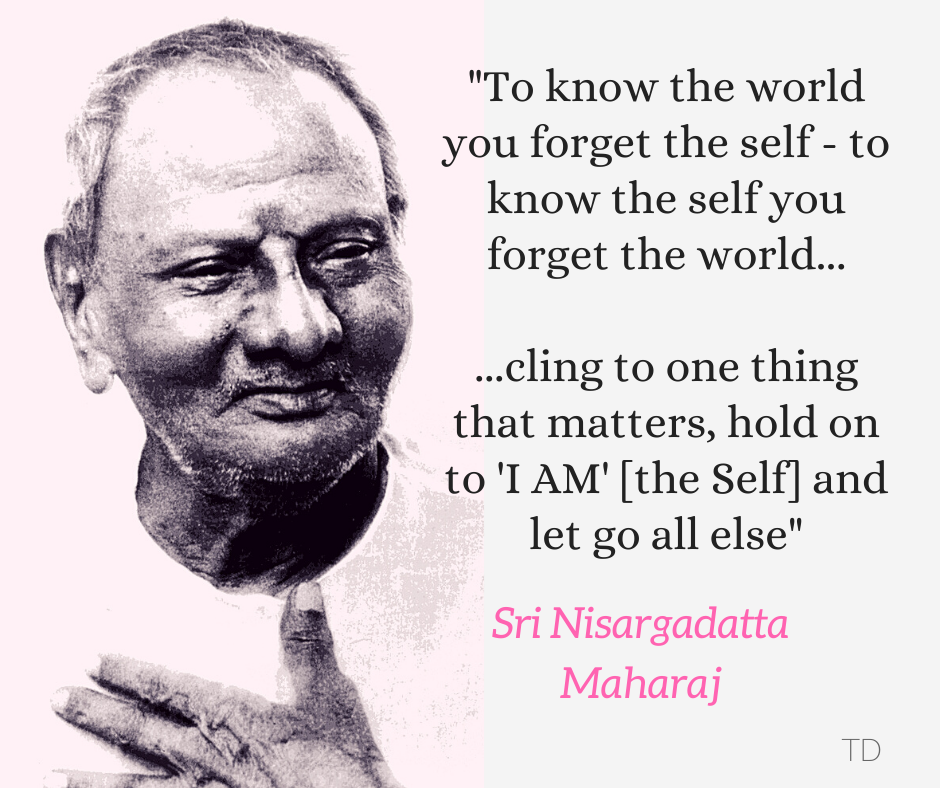 "To know the world
you forget the self - to
know the self you
forget the world...
...cling to one thing
that matters, hold on
to 'I AM' [the Self] and
let go all else"
Sri Nisargadatta
Maharaj
TD